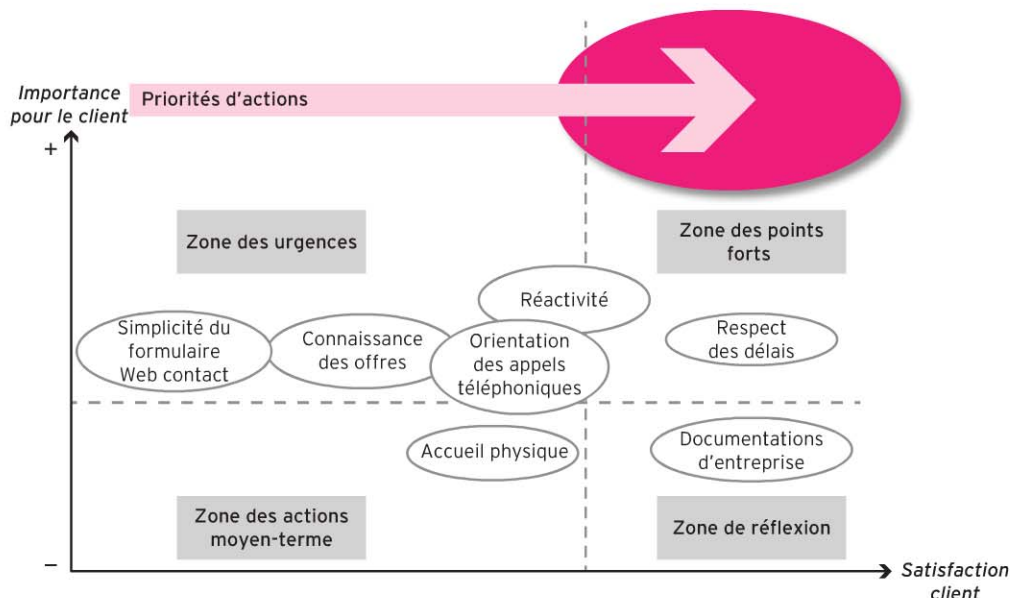 Importance
pour le client
Priorités d'actions
+
Zone des urgences
Zone des points
forts
Réactivité
Simplicité du
formulaire
Web contact
Connaissance
des offres
Orientation
des appels
téléphoniques
Respect
des délais
Accueil physique
Documentations
d'entreprise
Zone des actions
moyen-terme
Zone de réflexion
–
Satisfaction
client